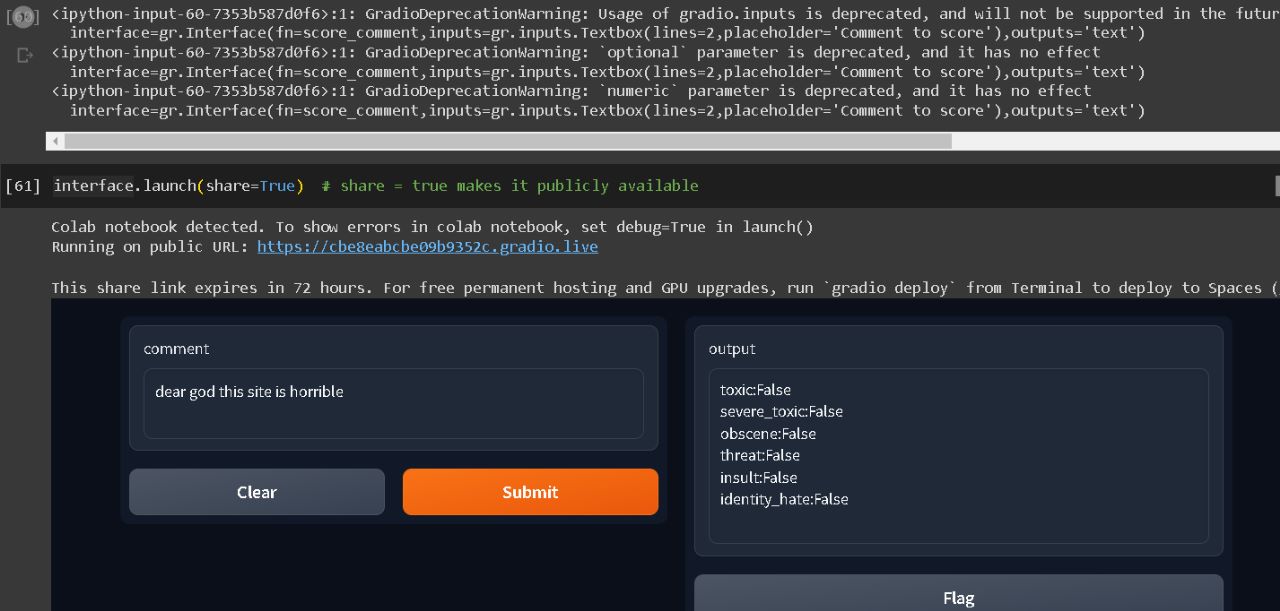 [60] <ipython-input-60-7353b587d0f6>:1: GradioDeprecationWarning: Usage of gradio.inputs is deprecated, and will not be supported in the futur
interface=gr.Interface(fn=score_comment,inputs=gr.inputs.Textbox(lines=2,placeholder='Comment to score'),outputs='text')
<ipython-input-60-7353b587d0f6>:1: GradioDeprecationWarning: `optional` parameter is deprecated, and it has no effect
interface=gr.Interface(fn=score_comment,inputs=gr.inputs.Textbox(lines=2,placeholder='Comment to score'),outputs='text')
<ipython-input-60-7353b587d0f6>:1: GradioDeprecationWarning: `numeric` parameter is deprecated, and it has no effect
interface=gr.Interface(fn=score_comment,inputs=gr.inputs.Textbox(lines=2,placeholder='Comment to score'),outputs='text')
[61] interface.launch(share=True) # share = true makes it publicly available
Colab notebook detected. To show errors in colab notebook, set debug=True in launch()
Running on public URL: https://cbe8eabcbe09b9352c.gradio.live
This share link expires in 72 hours. For free permanent hosting and GPU upgrades, run `gradio deploy` from Terminal to deploy to Spaces (
comment
dear god this site is horrible
Clear
Submit
output
toxic:False
severe_toxic:False
obscene:False
threat:False
insult:False
identity_hate:False
Flag